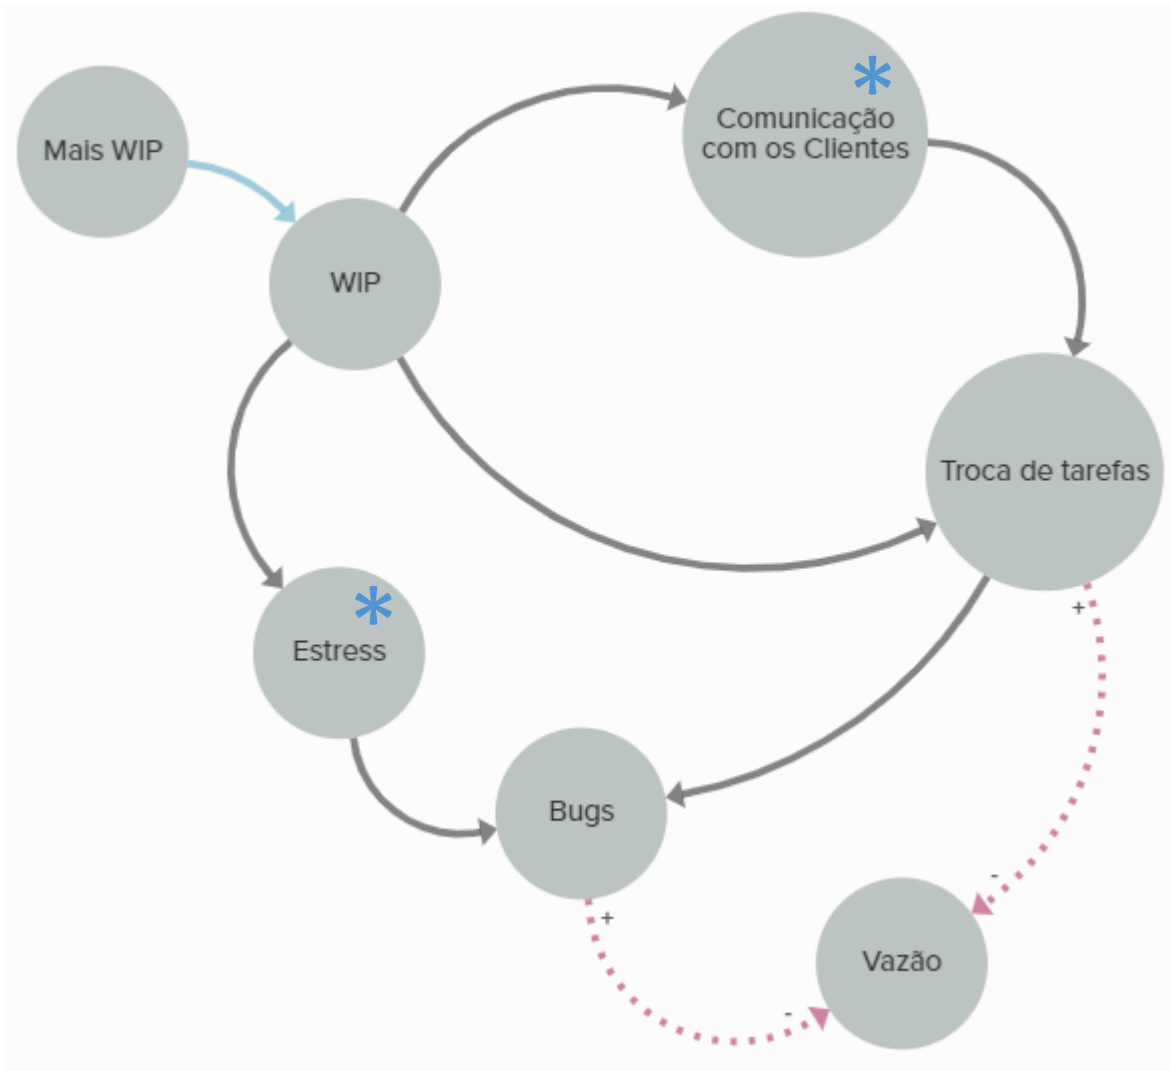 *
Comunicação
com os Clientes
Mais WIP
WIP
Troca de tarefas
+
*
Estress
Bugs
-
+
Vazão
-